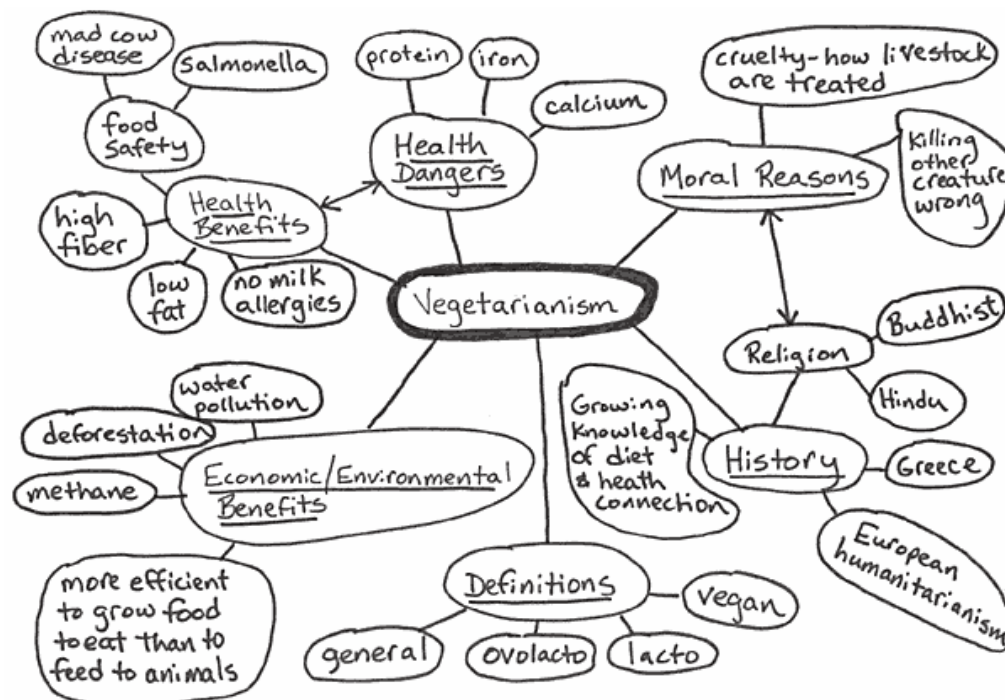 mad cow
disease
salmonella
food
safety
Health
Benefits
high
fiber
low
fat
no milk
allergies
protein
iron
calcium
Health
Dangers
cruelty-how livestock
are treated
Moral Reasons
Killing
other
creature
wrong
Vegetarianism
Religion
Buddhist
Hindu
Growing
Knowledge
of diet
& heath
connection
History
Greece
European
humanitarianism
water
pollution
deforestation
methane
Economic/Environmental
Benefits
more efficient
to grow food
to eat than to
feed to animals
Definitions
general
ovolacto
lacto
vegan